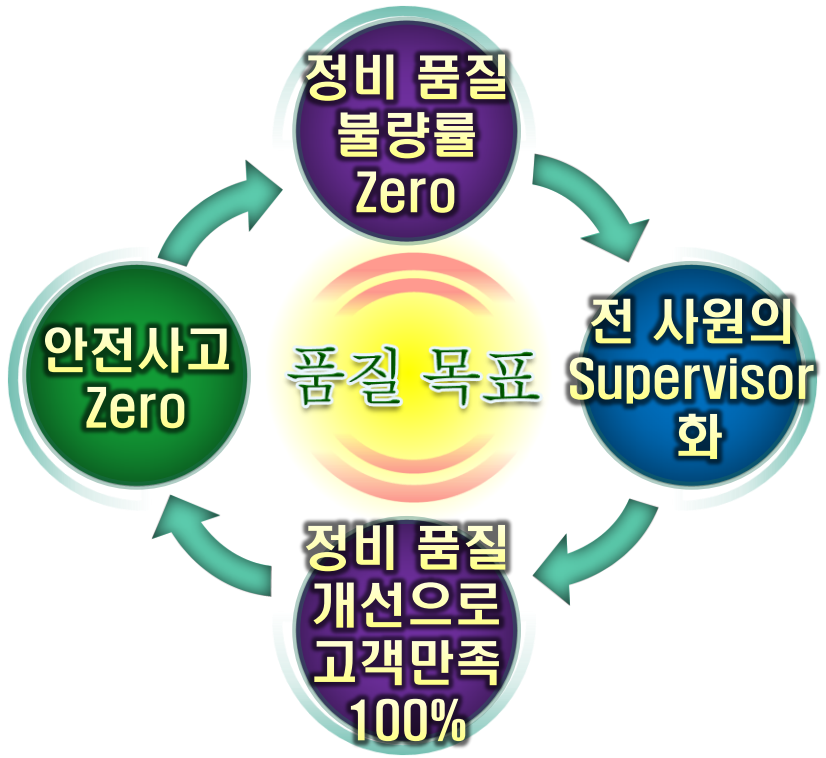 정비 품질
불량률
Zero
전 사원의
Supervisor
화
정비 품질
개선으로
고객만족
100%
안전사고
Zero
품질 목표